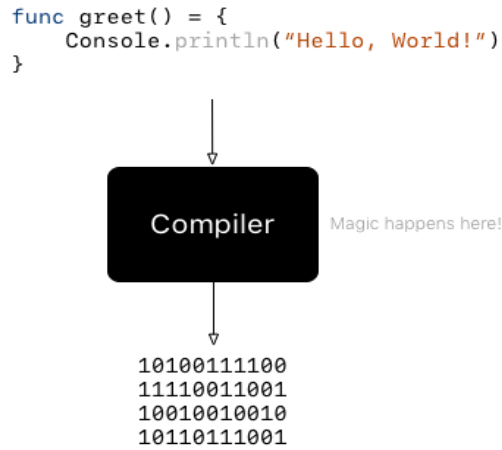 func greet() = {
    Console.println(“Hello, World!”)
}
Compiler
Magic happens here!
10100111100
11110011001
10010010010
10110111001